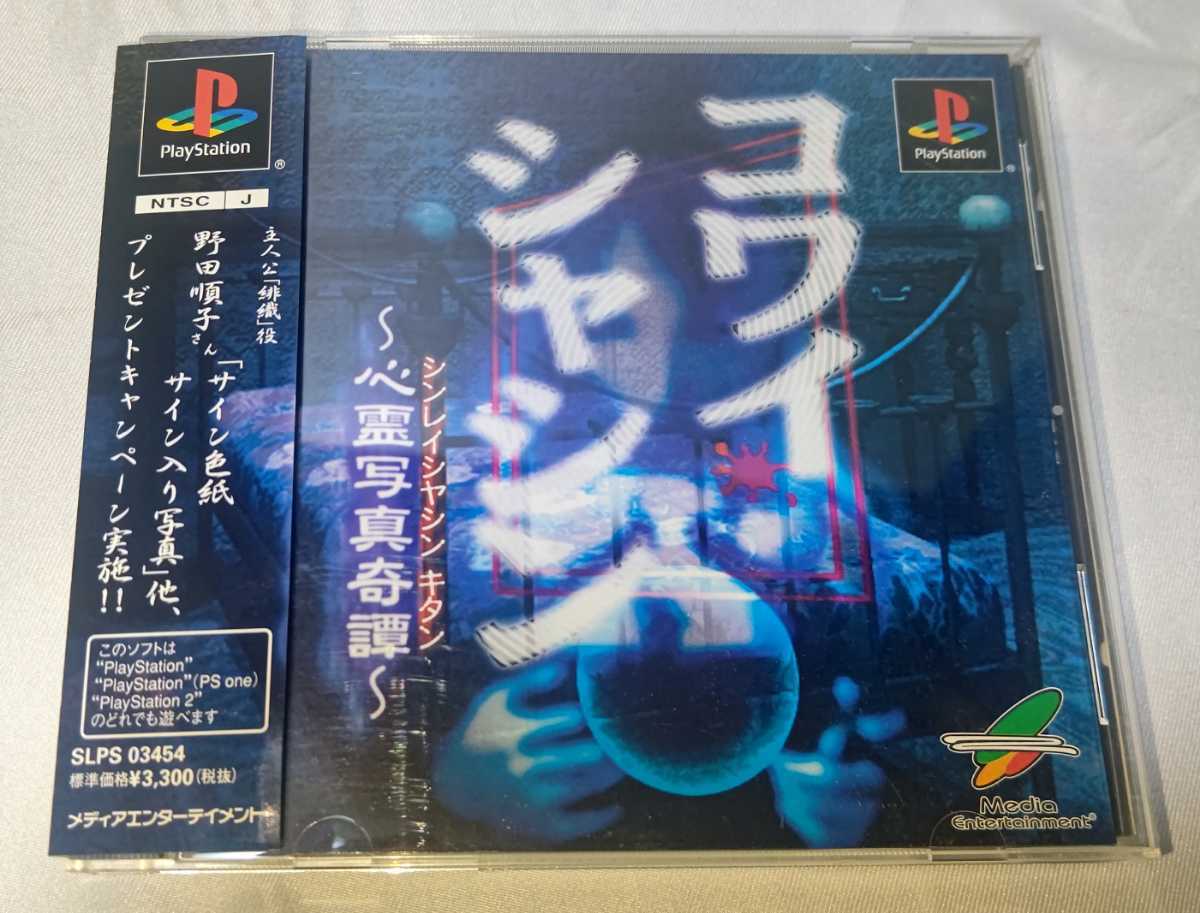 PlayStation
®
NTSC J
主人公「緋織」役
野田順子さん「サイン色紙
サイン入り写真」他、
プレゼントキャンペーン実施!!
このソフトは
“PlayStation”
“PlayStation”(PS one)
“PlayStation 2”
のどれでも遊べます
SLPS 03454
標準価格¥3,300(税抜)
メディアエンターテイメント
コワイ
シャシン
シンレイシャシン キタン
～心霊写真奇譚～
PlayStation
®
Media
Entertainment®